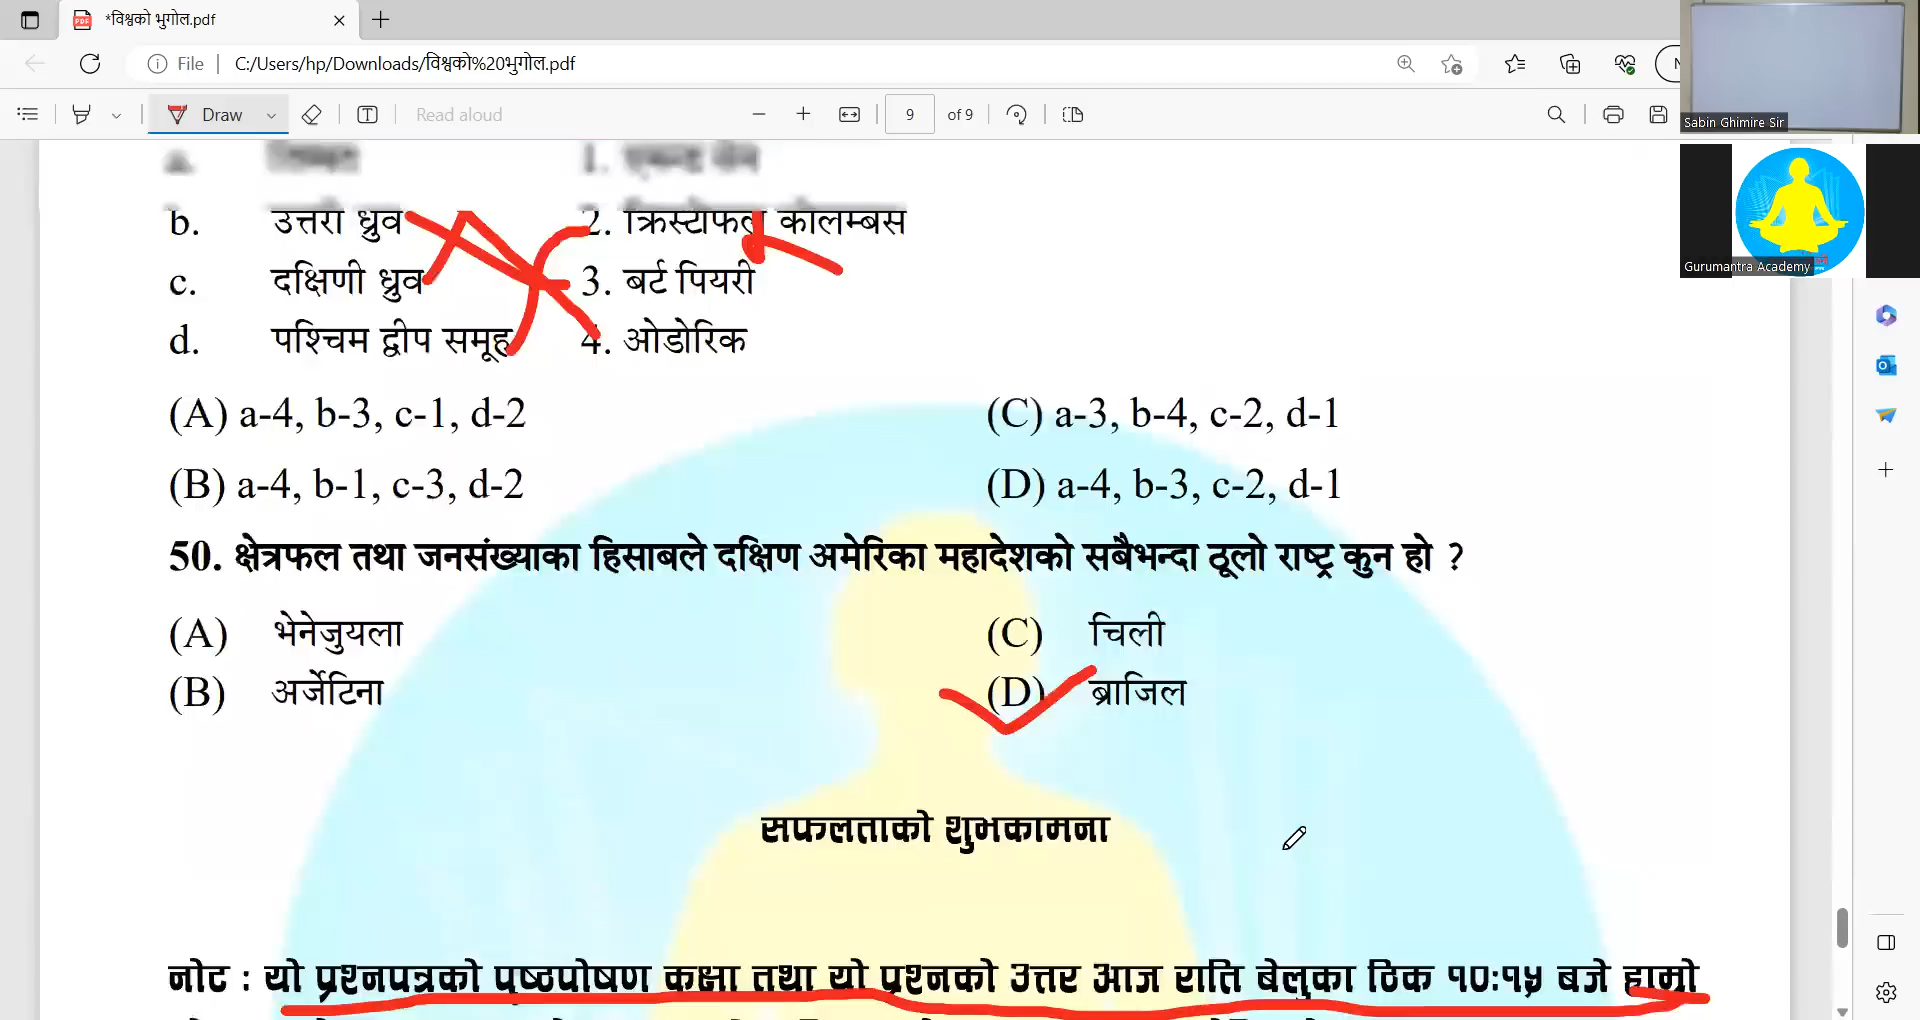 *विश्वको भुगोल.pdf
File C:/Users/hp/Downloads/विश्वको%20भुगोल.pdf
Draw Read aloud 9 of 9
Sabin Ghimire Sir
Gurumantra Academy
b. उत्तरी ध्रुव 2. क्रिस्टोफल कोलम्बस
c. दक्षिणी ध्रुव 3. बर्ट पियरी
d. पश्चिम द्वीप समूह 4. ओडोरिक
(A) a-4, b-3, c-1, d-2 (C) a-3, b-4, c-2, d-1
(B) a-4, b-1, c-3, d-2 (D) a-4, b-3, c-2, d-1
50. क्षेत्रफल तथा जनसंख्याका हिसाबले दक्षिण अमेरिका महादेशको सबैभन्दा ठूलो राष्ट्र कुन हो ?
(A) भेनेजुयला (C) चिली
(B) अर्जेटिना (D) ब्राजिल
सफलताको शुभकामना
नोट : यो प्रश्नपत्रको पृष्ठपोषण कक्षा तथा यो प्रश्नको उत्तर आज राति बेलुका ठिक १०:१५ बजे हाम्रो